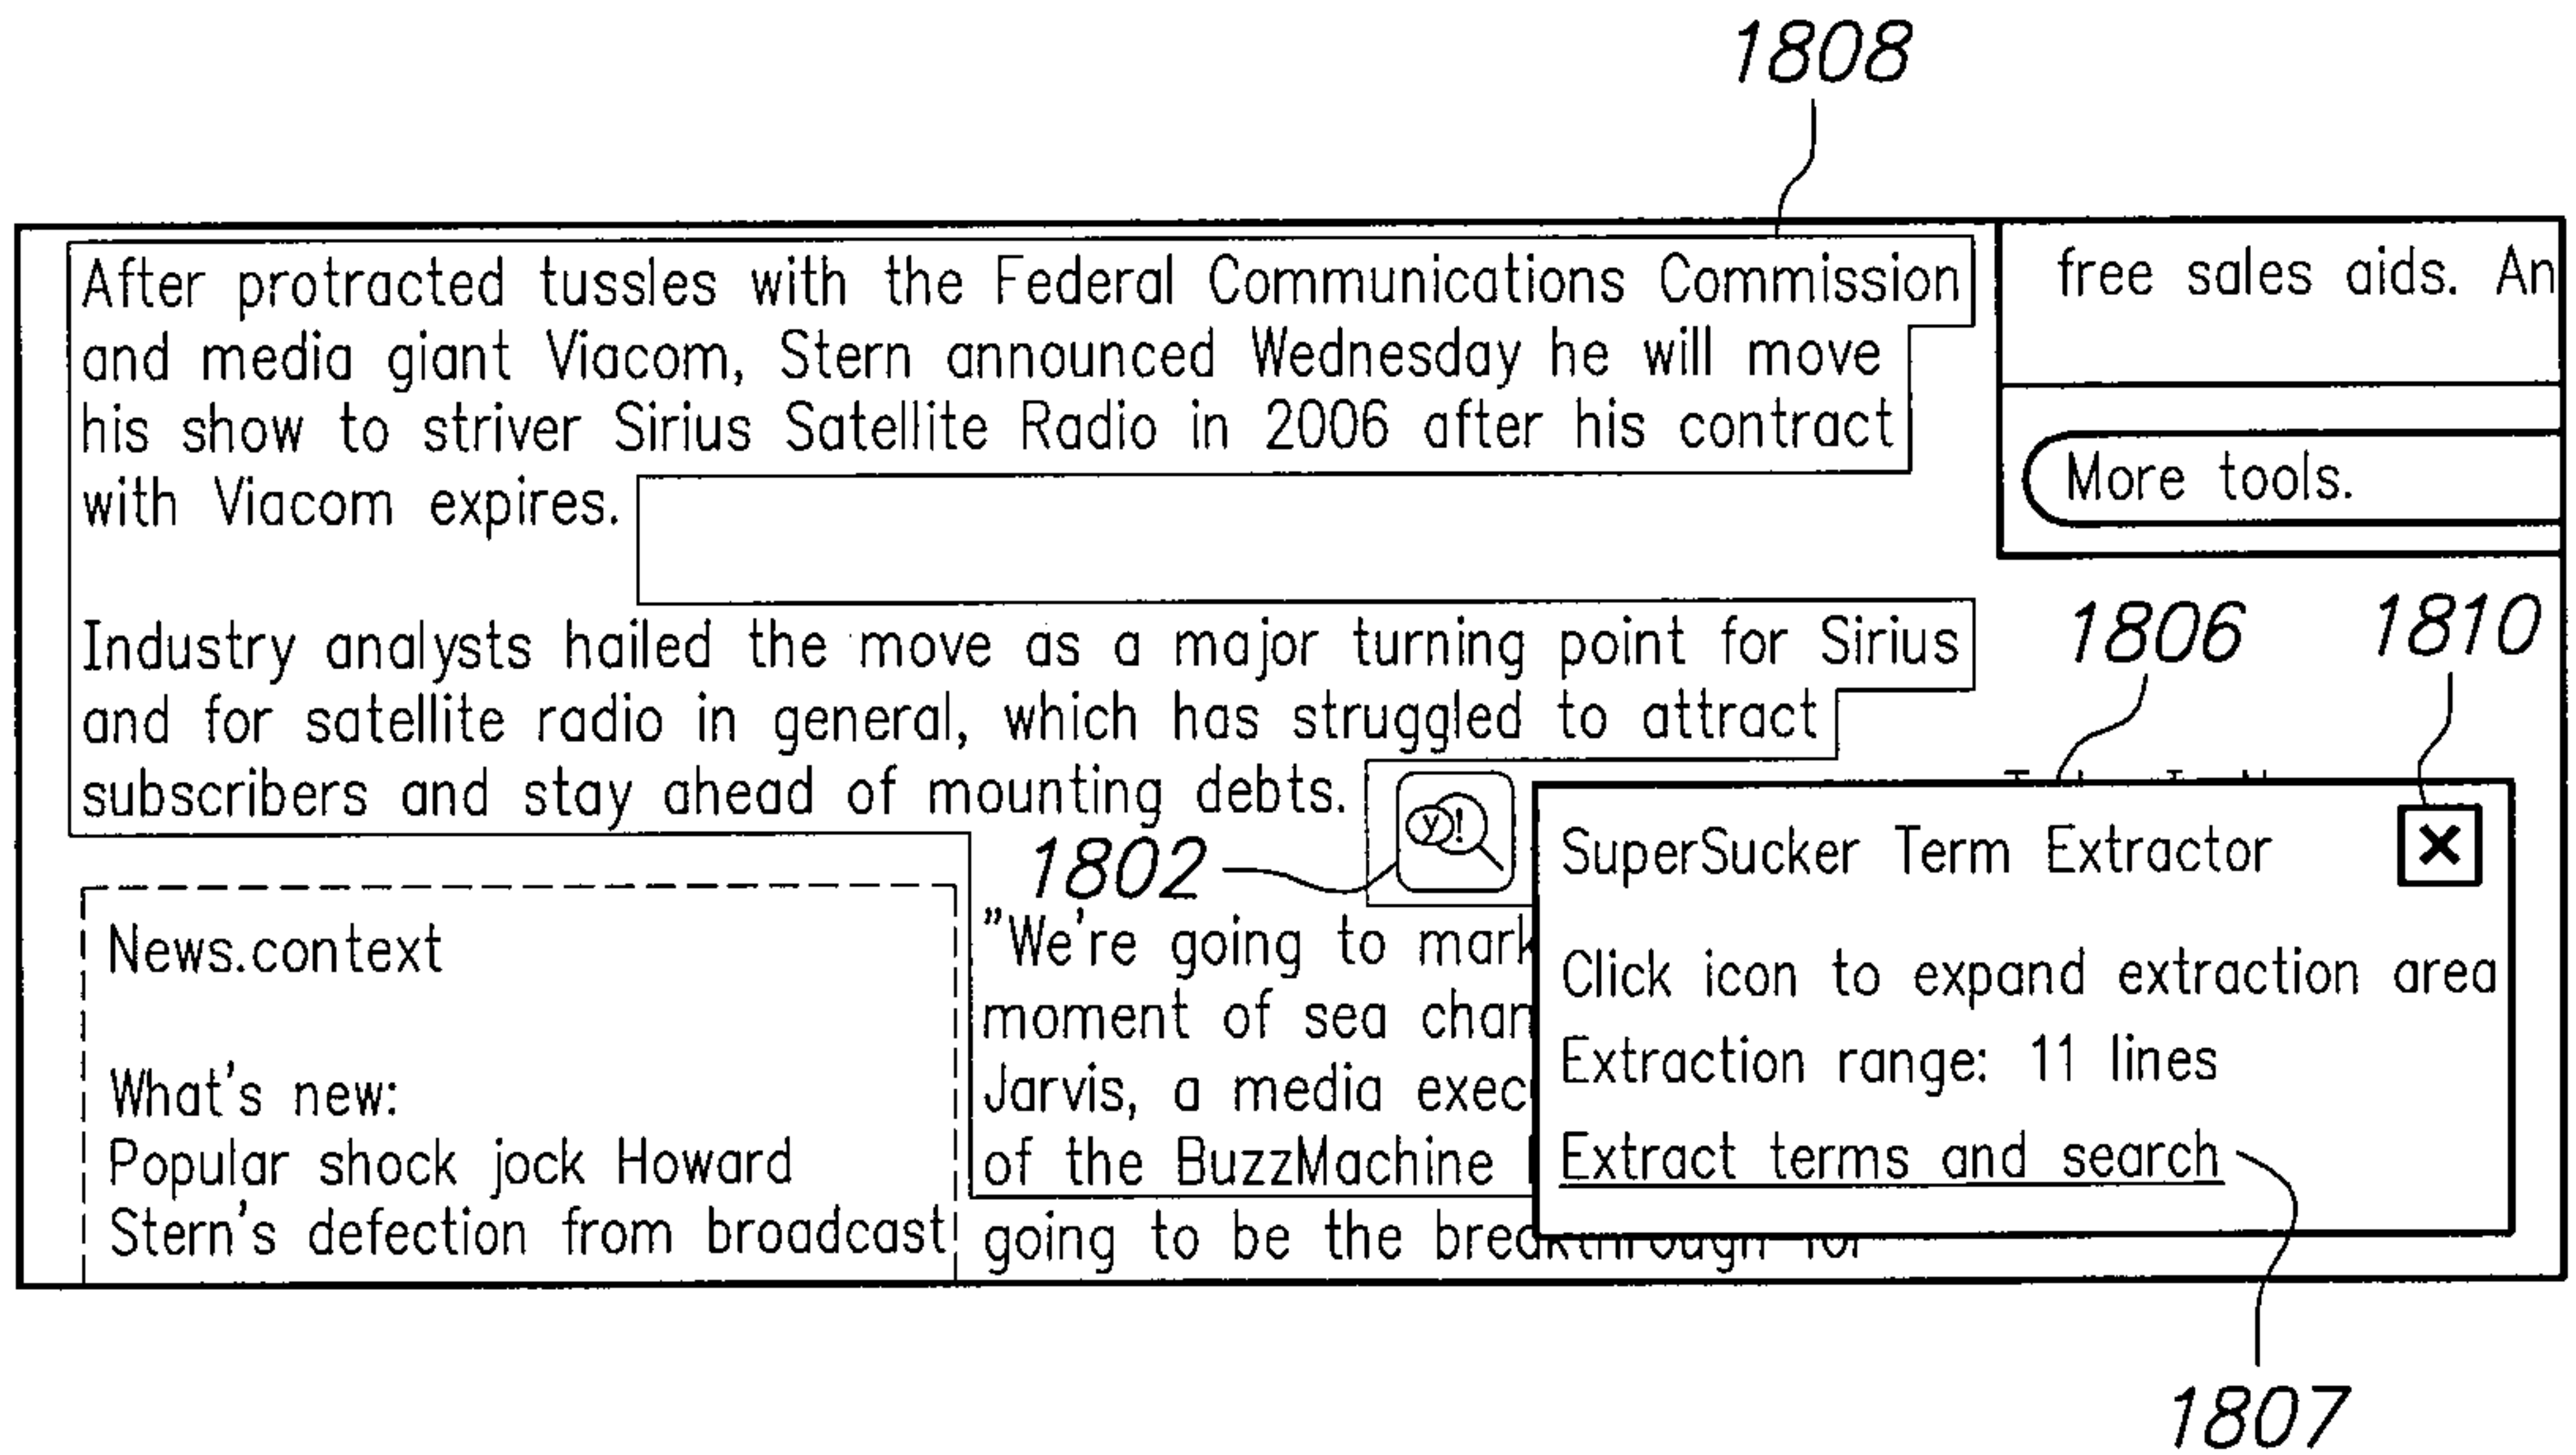 1808
After protracted tussles with the Federal Communications Commission
and media giant Viacom, Stern announced Wednesday he will move
his show to striver Sirius Satellite Radio in 2006 after his contract
with Viacom expires.
Industry analysts hailed the move as a major turning point for Sirius
and for satellite radio in general, which has struggled to attract
subscribers and stay ahead of mounting debts.
free sales aids. An
More tools.
1806
1810
1802
y!
News.context
What's new:
Popular shock jock Howard
Stern's defection from broadcast
"We're going to mark
moment of sea chan
Jarvis, a media exec
of the BuzzMachine
going to be the breakthrough for
SuperSucker Term Extractor
X
Click icon to expand extraction area
Extraction range: 11 lines
Extract terms and search
1807